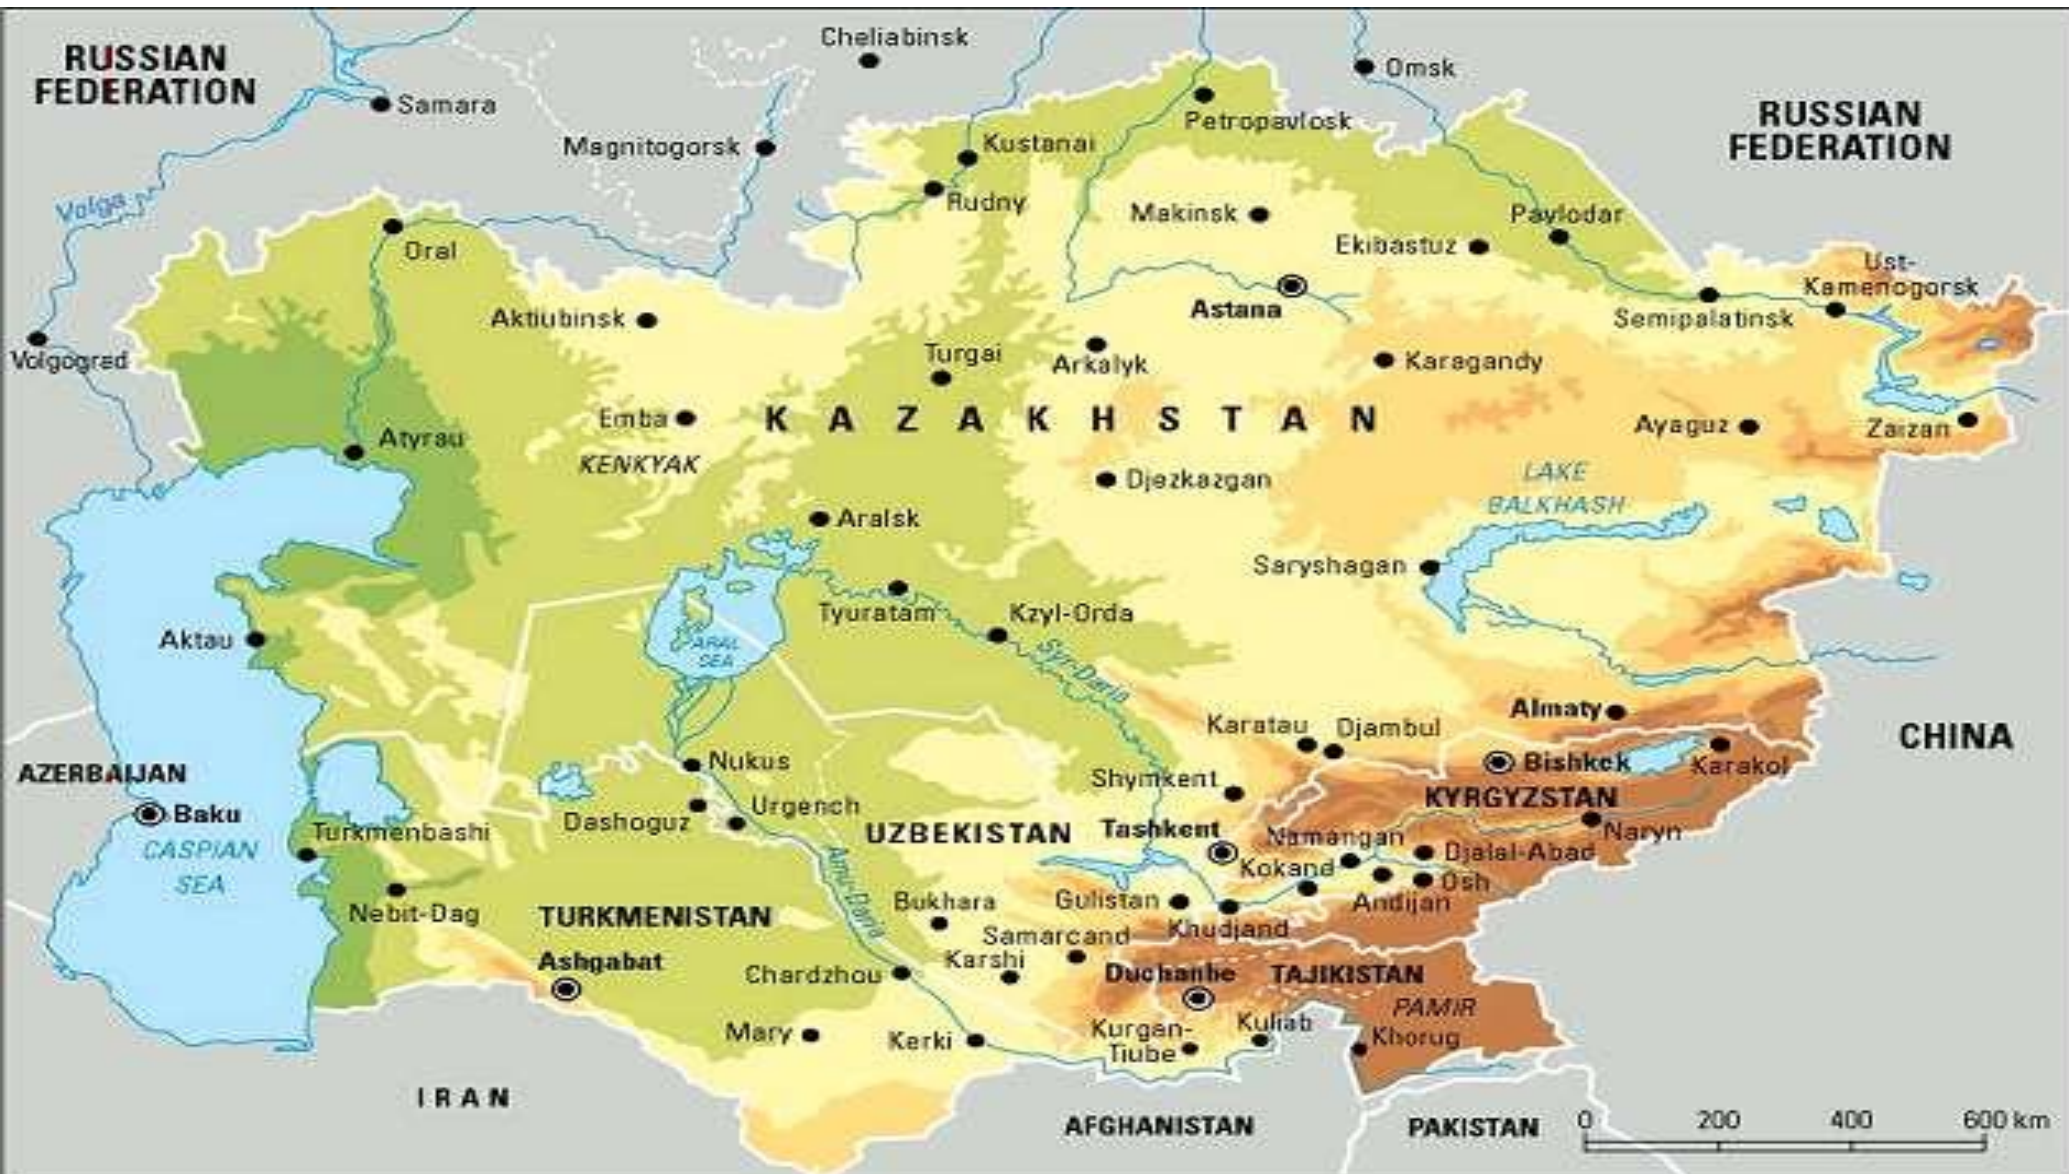 Cheliabinsk
RUSSIAN
FEDERATION
Omsk
Samara
Petropavlosk
RUSSIAN
FEDERATION
Magnitogorsk
Kustanai
Volga
Rudny
Makinsk
Pavlodar
Oral
Ekibastuz
Ust-
Kamenogorsk
Astana
Aktiubinsk
Semipalatinsk
Volgograd
Turgai
Arkalyk
Karagandy
Emba
KAZAKHSTAN
Ayaguz
Zaizan
Atyrau
KENKYAK
Djezkazgan
LAKE
BALKHASH
Aralsk
Saryshagan
Tyuratam
Kzyl-Orda
Aktau
ARAL
SEA
Syr-Daria
Almaty
Karatau
Djambul
CHINA
Nukus
Bishkek
Karakol
AZERBAIJAN
Shymkent
KYRGYZSTAN
Baku
Dashoguz
Urgench
Turkmenbashi
UZBEKISTAN
Tashkent
Namangan
Naryn
CASPIAN
SEA
Djalal-Abad
Kokand
Osh
Amu-Daria
Nebit-Dag
TURKMENISTAN
Bukhara
Gulistan
Andijan
Khudjand
Samarcand
Ashgabat
Karshi
Chardzhou
Duchanbe
TAJIKISTAN
PAMIR
Mary
Kerki
Kurgan-
Tiube
Kuliab
Khorug
IRAN
AFGHANISTAN
PAKISTAN
0 200 400 600 km